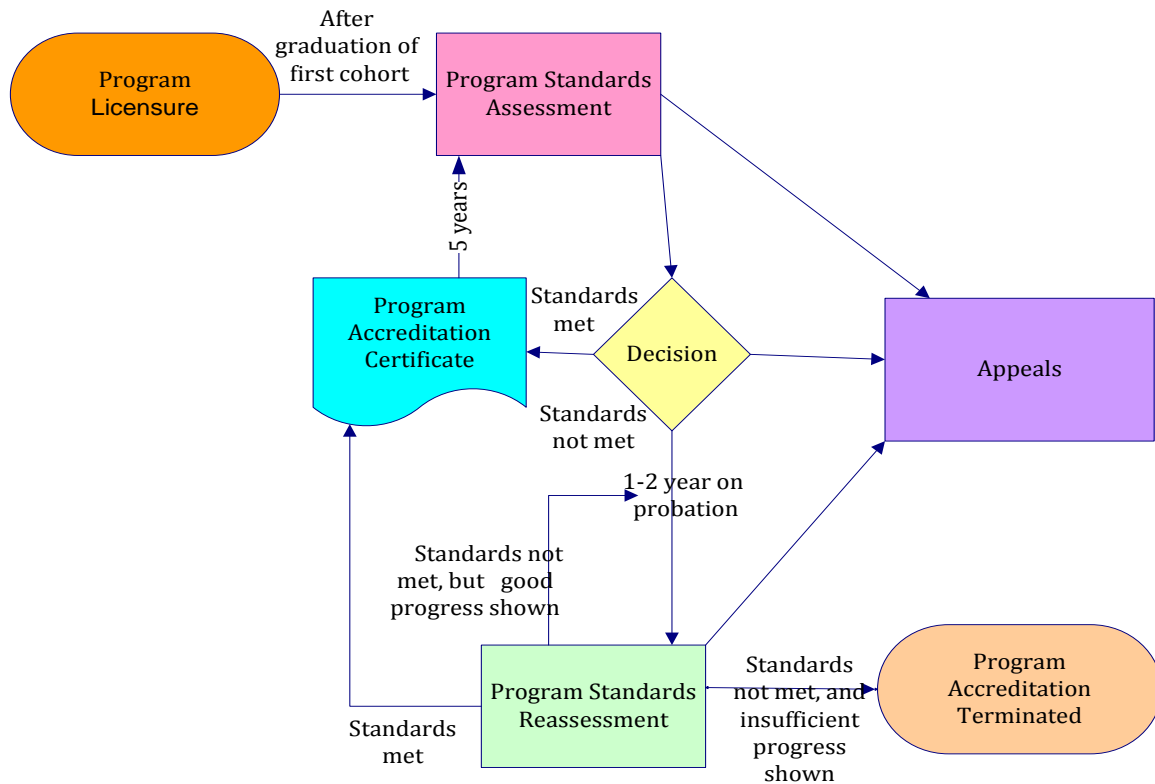 After
graduation of
first cohort
Program
Licensure
Program Standards
Assessment
5 years
Program
Accreditation
Certificate
Standards
met
Decision
Appeals
Standards
not met
1-2 year on
probation
Standards not
met, but good
progress shown
Program Standards
Reassessment
Standards
met
Standards
not met, and
insufficient
progress
shown
Program
Accreditation
Terminated